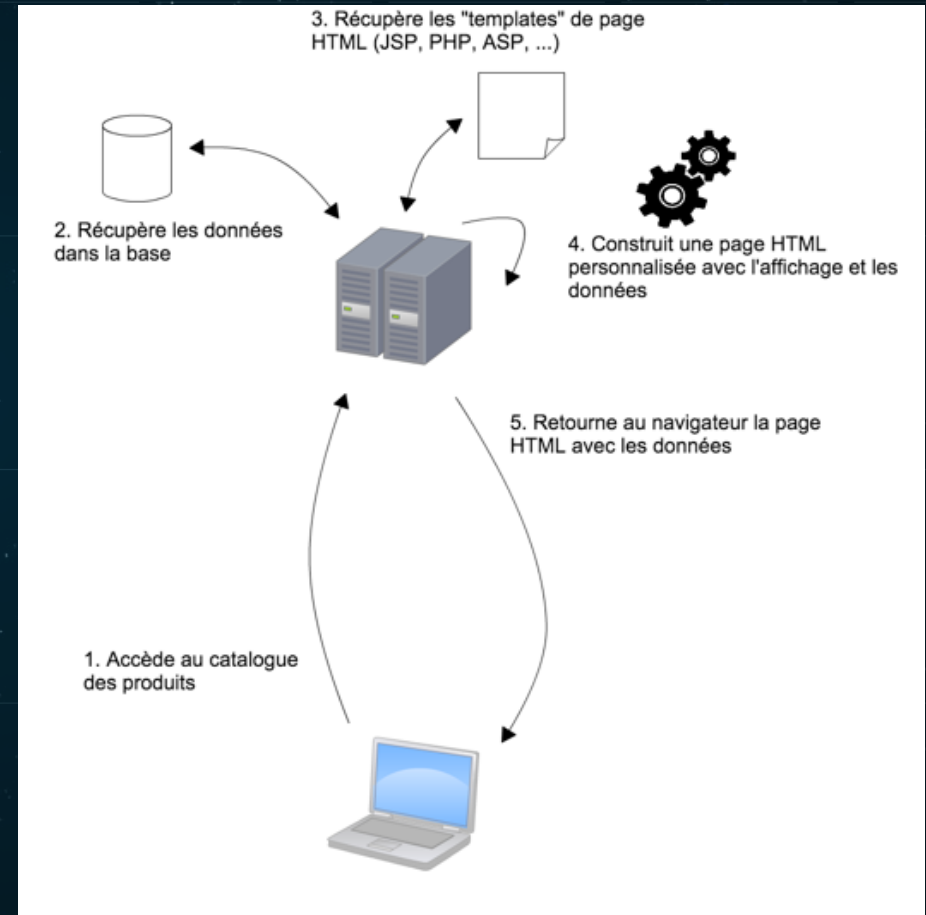 3. Récupère les "templates" de page
HTML (JSP, PHP, ASP, ...)
2. Récupère les données
dans la base
4. Construit une page HTML
personnalisée avec l'affichage et les
données
5. Retourne au navigateur la page
HTML avec les données
1. Accède au catalogue
des produits